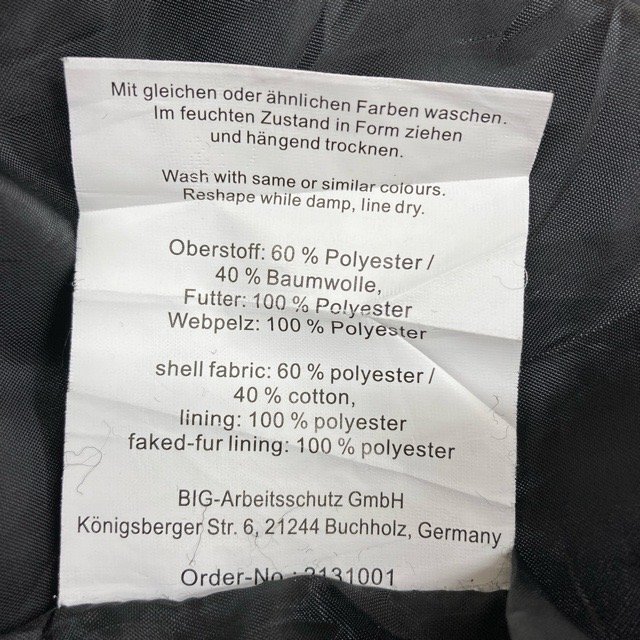 Mit gleichen oder ähnlichen Farben waschen.
Im feuchten Zustand in Form ziehen
und hängend trocknen.
Wash with same or similar colours.
Reshape while damp, line dry.
Oberstoff: 60 % Polyester /
40 % Baumwolle,
Futter: 100 % Polyester
Webpelz: 100 % Polyester
shell fabric: 60 % polyester /
40 % cotton,
lining: 100 % polyester
faked-fur lining: 100 % polyester
BIG-Arbeitsschutz GmbH
Königsberger Str. 6, 21244 Buchholz, Germany
Order-No.: 2131001